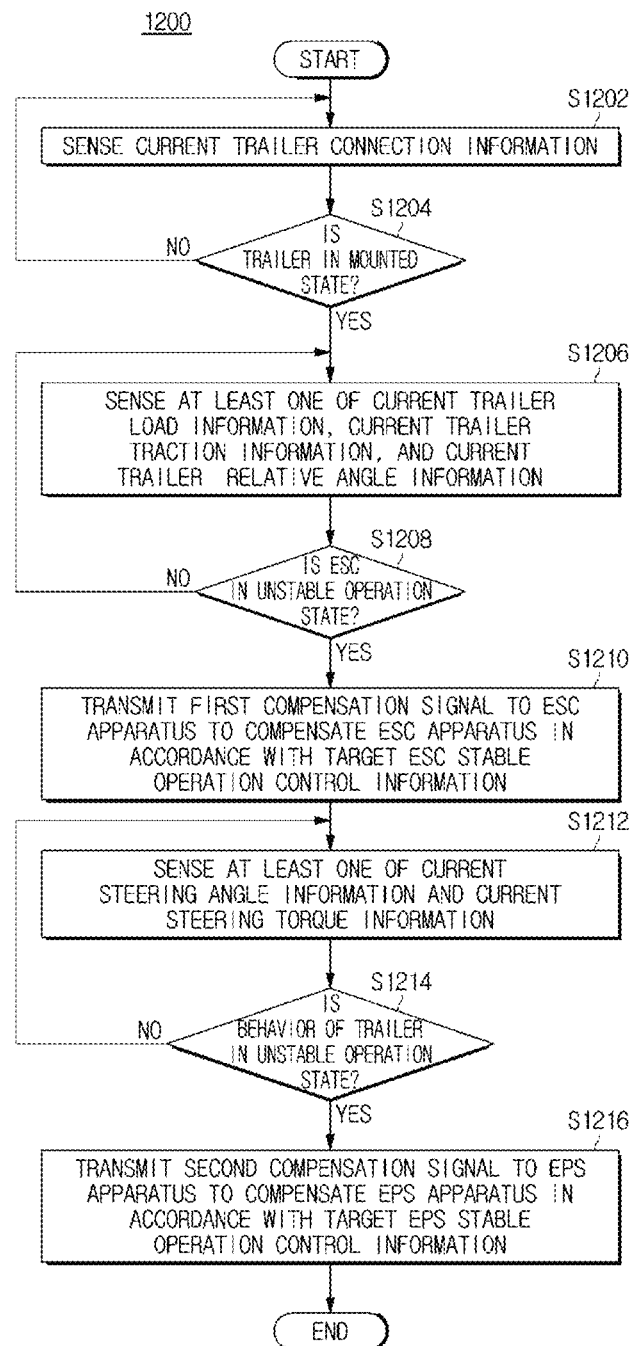 1200
START
S1202
SENSE CURRENT TRAILER CONNECTION INFORMATION
S1204
IS
TRAILER IN MOUNTED
STATE?
NO
YES
S1206
SENSE AT LEAST ONE OF CURRENT TRAILER
LOAD INFORMATION, CURRENT TRAILER
TRACTION INFORMATION, AND CURRENT
TRAILER RELATIVE ANGLE INFORMATION
S1208
IS ESC
IN UNSTABLE OPERATION
STATE?
NO
YES
S1210
TRANSMIT FIRST COMPENSATION SIGNAL TO ESC
APPARATUS TO COMPENSATE ESC APPARATUS IN
ACCORDANCE WITH TARGET ESC STABLE
OPERATION CONTROL INFORMATION
S1212
SENSE AT LEAST ONE OF CURRENT
STEERING ANGLE INFORMATION AND CURRENT
STEERING TORQUE INFORMATION
S1214
IS
BEHAVIOR OF TRAILER
IN UNSTABLE OPERATION
STATE?
NO
YES
S1216
TRANSMIT SECOND COMPENSATION SIGNAL TO EPS
APPARATUS TO COMPENSATE EPS APPARATUS IN
ACCORDANCE WITH TARGET EPS STABLE
OPERATION CONTROL INFORMATION
END